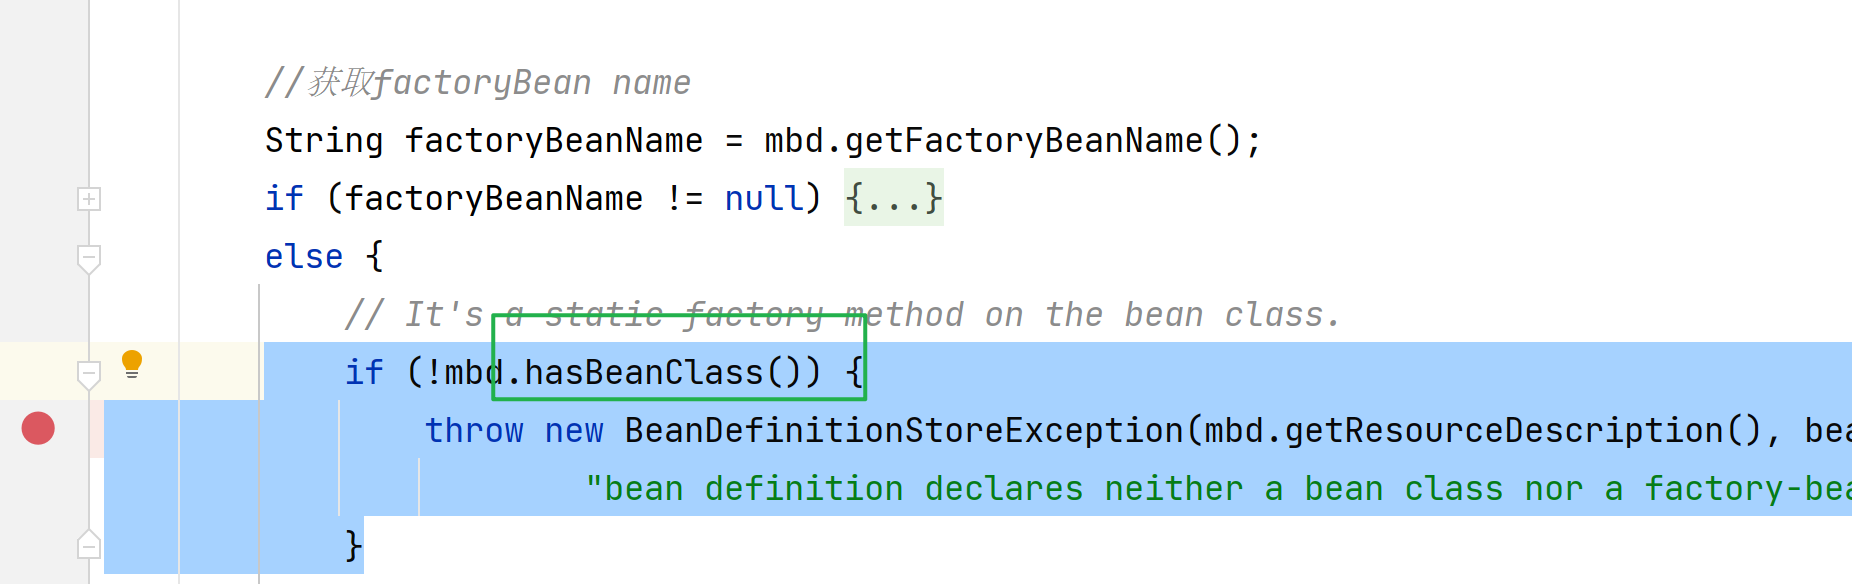 //获取factoryBean name
String factoryBeanName = mbd.getFactoryBeanName();
if (factoryBeanName != null) {...}
else {
// It's a static factory method on the bean class.
if (!mbd.hasBeanClass()) {
throw new BeanDefinitionStoreException(mbd.getResourceDescription(), bea
"bean definition declares neither a bean class nor a factory-bea
}